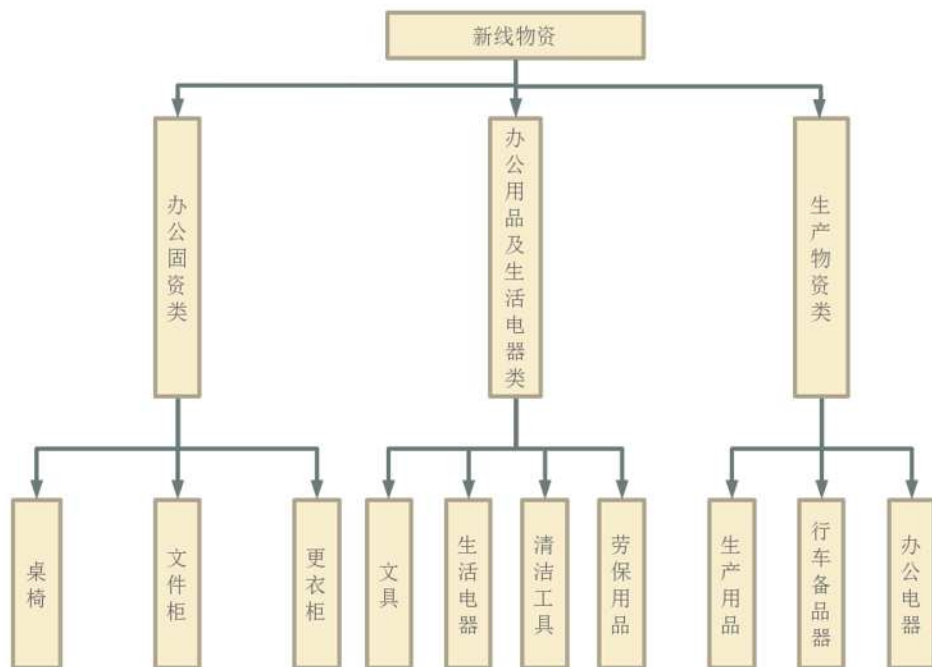 新线物资
办公固资类
办公用品及生活电器类
生产物资类
桌椅
文件柜
更衣柜
文具
生活电器
清洁工具
劳保用品
生产用品
行车备品器
办公电器